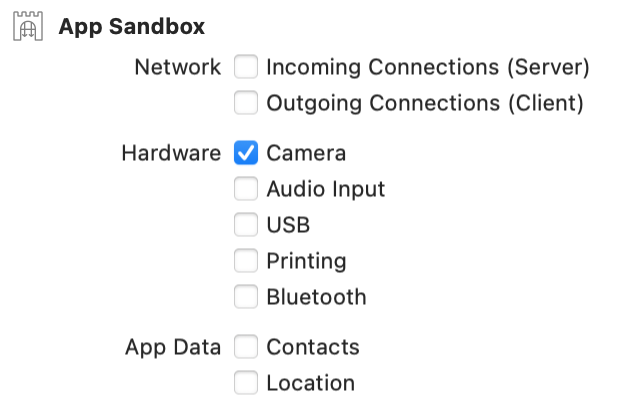 App Sandbox
Network Incoming Connections (Server)
Outgoing Connections (Client)
Hardware Camera
Audio Input
USB
Printing
Bluetooth
App Data Contacts
Location